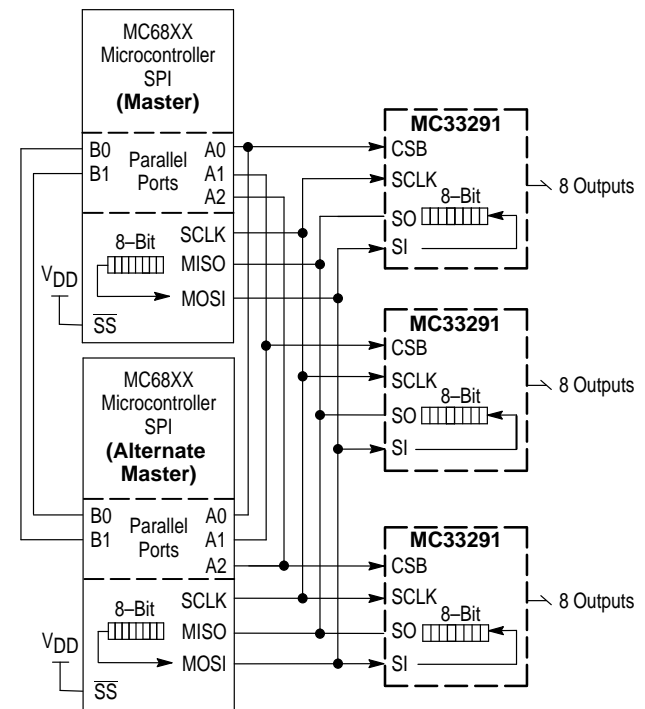 MC68XX
Microcontroller
SPI
(Master)
B0
B1
Parallel
Ports
A0
A1
A2
8–Bit
SCLK
MISO
MOSI
VDD
SS
MC68XX
Microcontroller
SPI
(Alternate
Master)
B0
B1
Parallel
Ports
A0
A1
A2
8–Bit
SCLK
MISO
MOSI
VDD
SS
MC33291
CSB
SCLK
8–Bit
SO
SI
8 Outputs
MC33291
CSB
SCLK
8–Bit
SO
SI
8 Outputs
MC33291
CSB
SCLK
8–Bit
SO
SI
8 Outputs